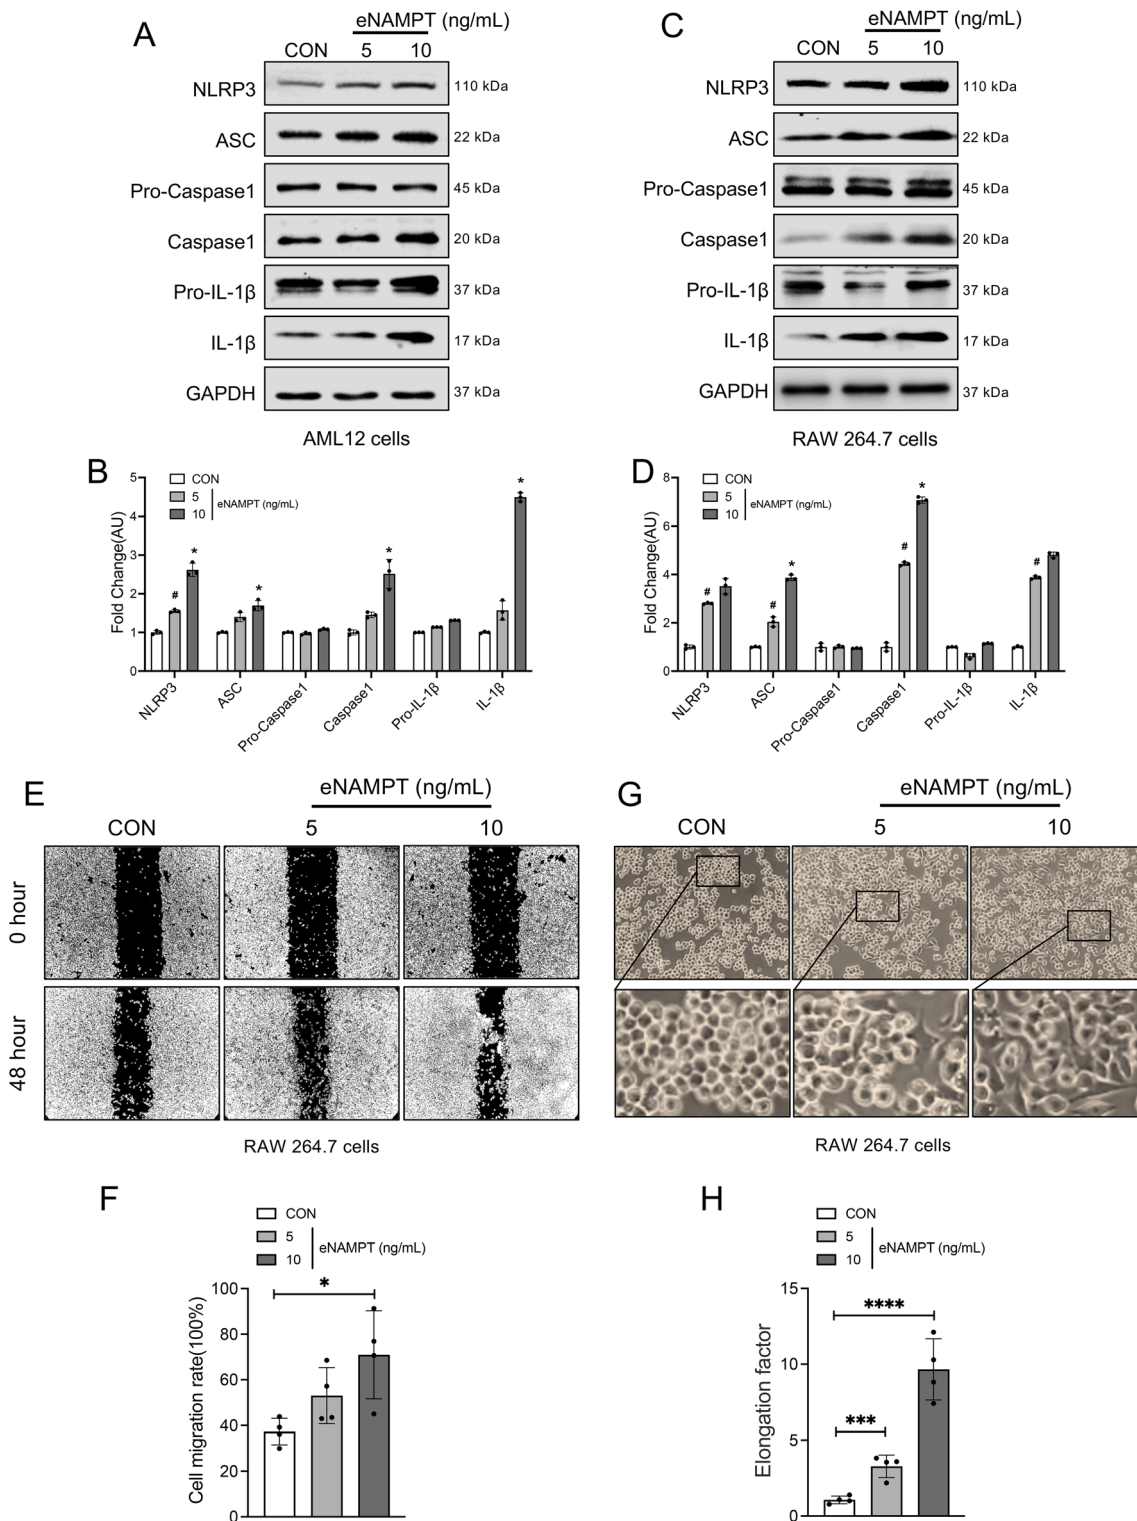 A
eNAMPT (ng/mL)
CON 5 10
NLRP3 110 kDa
ASC 22 kDa
Pro-Caspase1 45 kDa
Caspase1 20 kDa
Pro-IL-1β 37 kDa
IL-1β 17 kDa
GAPDH 37 kDa
AML12 cells
C
eNAMPT (ng/mL)
CON 5 10
NLRP3 110 kDa
ASC 22 kDa
Pro-Caspase1 45 kDa
Caspase1 20 kDa
Pro-IL-1β 37 kDa
IL-1β 17 kDa
GAPDH 37 kDa
RAW 264.7 cells
B
CON
5
10
eNAMPT (ng/mL)
Fold Change(AU)
5
4
3
2
1
0
# * * * *
NLRP3 ASC Pro-Caspase1 Caspase1 Pro-IL-1β IL-1β
D
CON
5
10
eNAMPT (ng/mL)
Fold Change(AU)
8
6
4
2
0
# # * # * #
NLRP3 ASC Pro-Caspase1 Caspase1 Pro-IL-1β IL-1β
E
eNAMPT (ng/mL)
CON 5 10
0 hour
48 hour
RAW 264.7 cells
G
eNAMPT (ng/mL)
CON 5 10
RAW 264.7 cells
F
CON
5
10
eNAMPT (ng/mL)
Cell migration rate(100%)
100
80
60
40
20
0
*
H
CON
5
10
eNAMPT (ng/mL)
Elongation factor
15
10
5
0
****
***